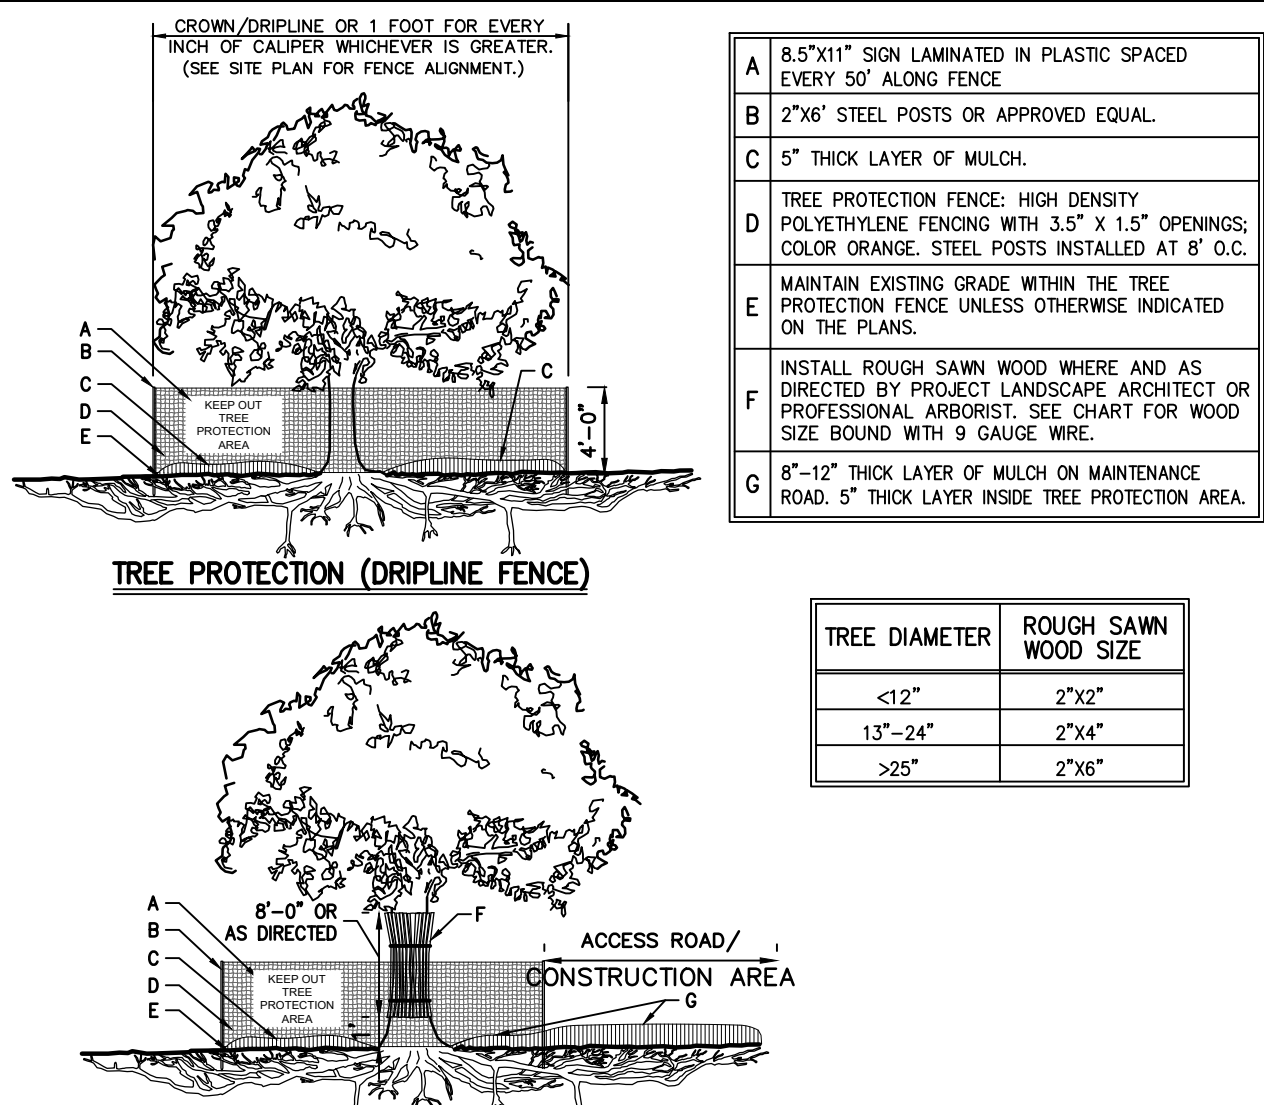 CROWN/DRIPLINE OR 1 FOOT FOR EVERY
INCH OF CALIPER WHICHEVER IS GREATER.
(SEE SITE PLAN FOR FENCE ALIGNMENT.)
A
B
C
D
E
KEEP OUT
TREE
PROTECTION
AREA
C
4'-0"
TREE PROTECTION (DRIPLINE FENCE)
A 8.5"X11" SIGN LAMINATED IN PLASTIC SPACED
EVERY 50' ALONG FENCE
B 2"X6' STEEL POSTS OR APPROVED EQUAL.
C 5" THICK LAYER OF MULCH.
D TREE PROTECTION FENCE: HIGH DENSITY
POLYETHYLENE FENCING WITH 3.5" X 1.5" OPENINGS;
COLOR ORANGE. STEEL POSTS INSTALLED AT 8' O.C.
E MAINTAIN EXISTING GRADE WITHIN THE TREE
PROTECTION FENCE UNLESS OTHERWISE INDICATED
ON THE PLANS.
F INSTALL ROUGH SAWN WOOD WHERE AND AS
DIRECTED BY PROJECT LANDSCAPE ARCHITECT OR
PROFESSIONAL ARBORIST. SEE CHART FOR WOOD
SIZE BOUND WITH 9 GAUGE WIRE.
G 8"-12" THICK LAYER OF MULCH ON MAINTENANCE
ROAD. 5" THICK LAYER INSIDE TREE PROTECTION AREA.
TREE DIAMETER ROUGH SAWN
WOOD SIZE
<12" 2"X2"
13"-24" 2"X4"
>25" 2"X6"
A
B
C
D
E
8'-0" OR
AS DIRECTED
F
KEEP OUT
TREE
PROTECTION
AREA
ACCESS ROAD/
CONSTRUCTION AREA
G